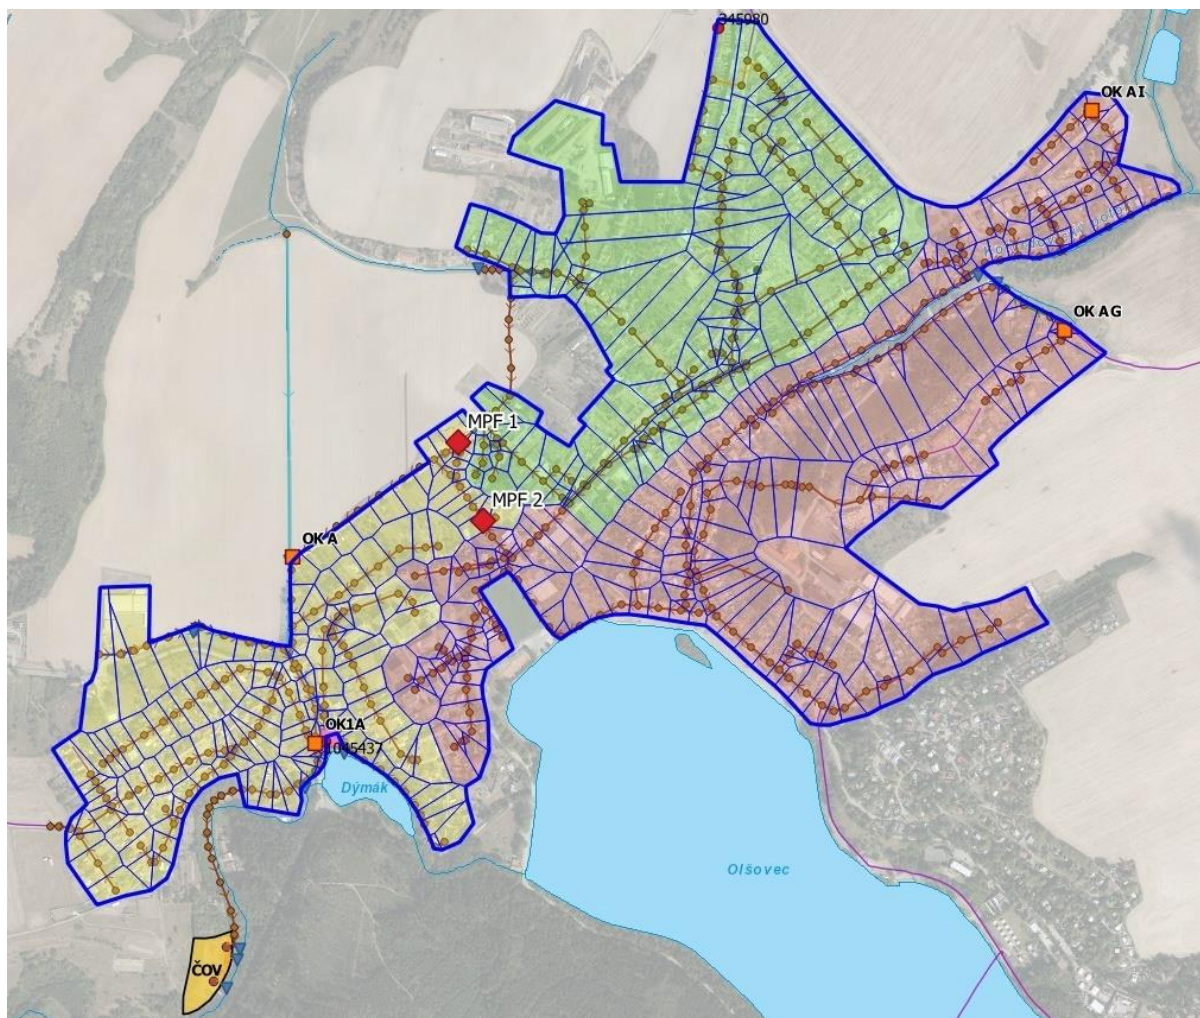 345980
OK AI
OK AG
MPF 1
MPF 2
OK A
OK1A
1045437
Dýmák
Olšovec
ČOV